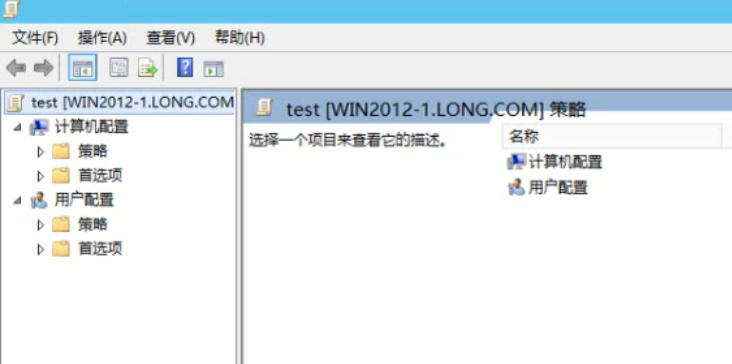 文件(F) 操作(A) 查看(V) 帮助(H)
test [WIN2012-1.LONG.COM
计算机配置
策略
首选项
用户配置
策略
首选项
test [WIN2012-1.LONG.COM] 策略
选择一个项目来查看它的描述。
名称
计算机配置
用户配置